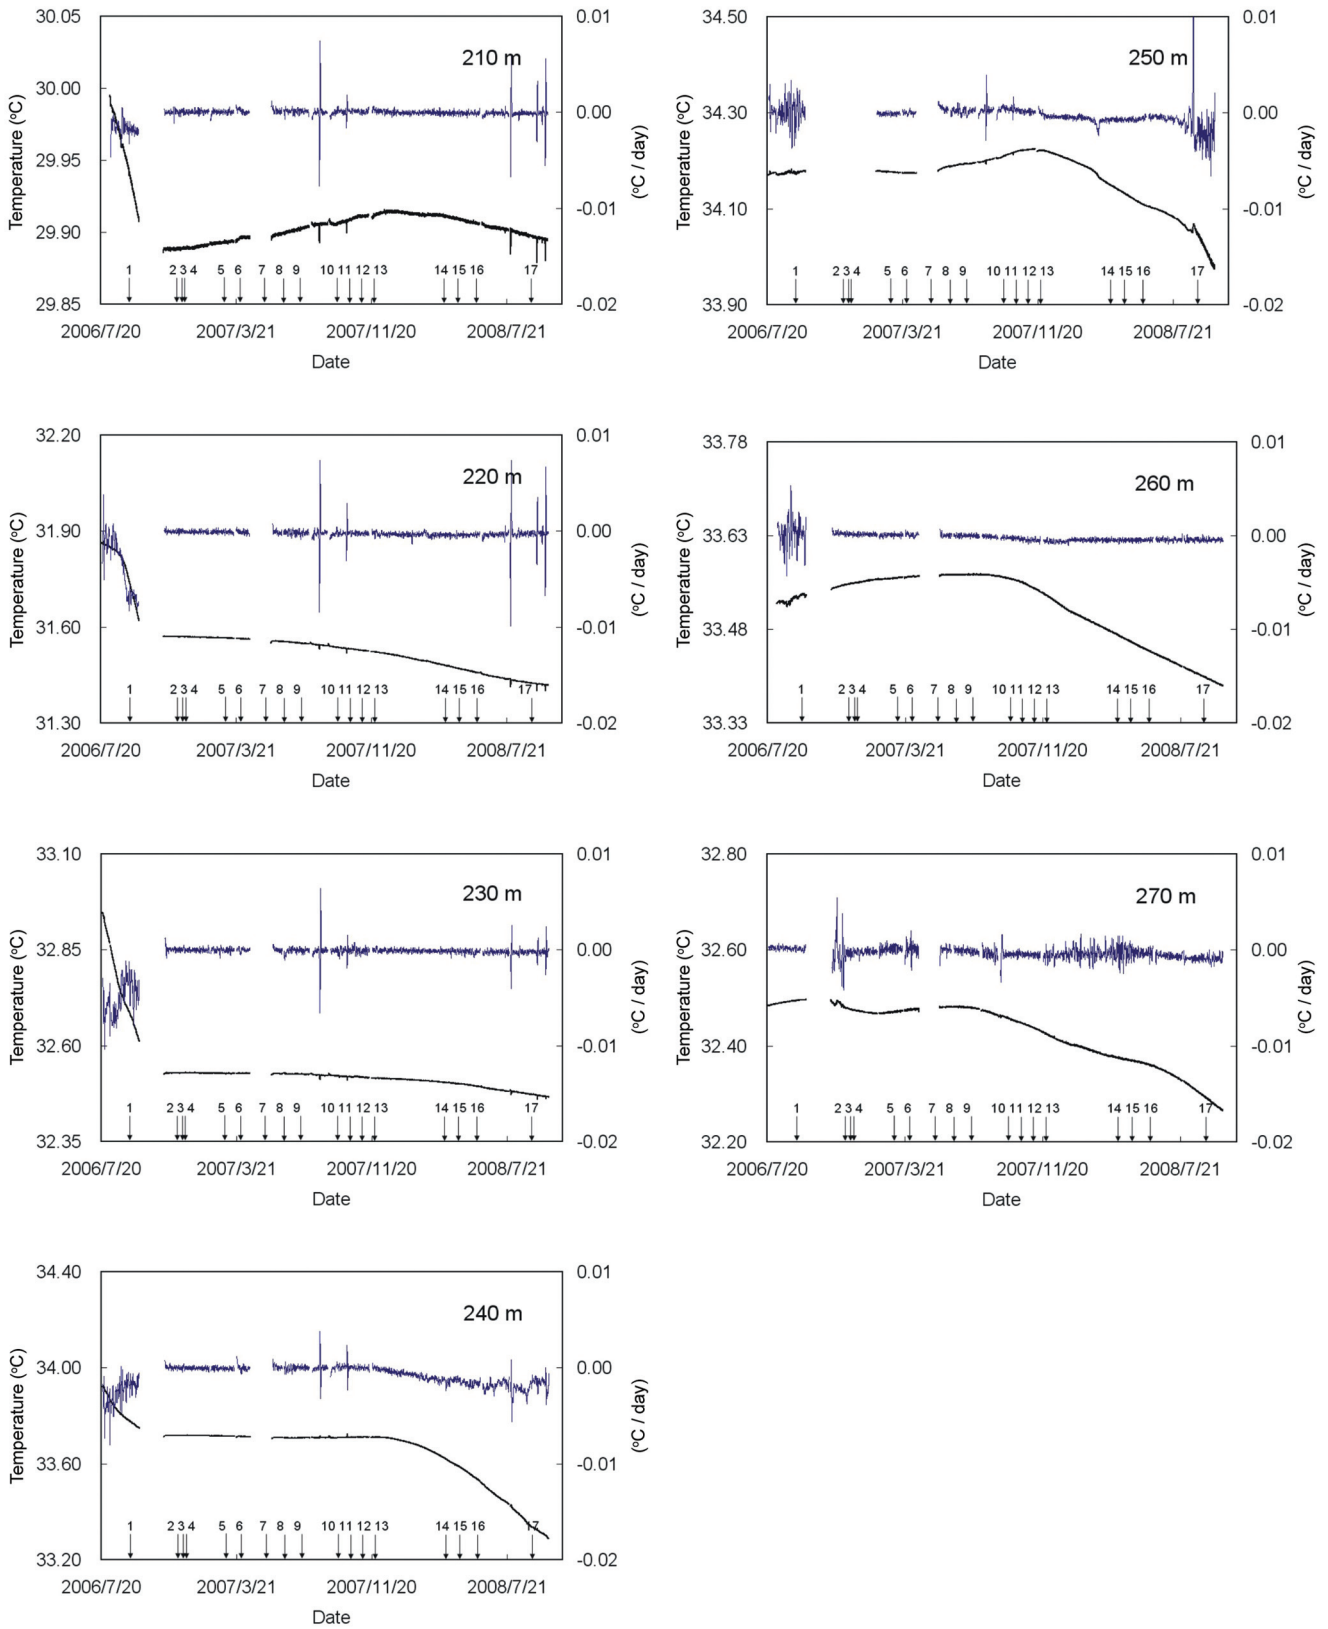 210 m
Temperature (ºC)
30.05
30.00
29.95
29.90
29.85
0.01
0.00
-0.01
-0.02
(ºC / day)
1 2 3 4 5 6 7 8 9 10 11 12 13 14 15 16 17
2006/7/20 2007/3/21 2007/11/20 2008/7/21
Date
250 m
Temperature (ºC)
34.50
34.30
34.10
33.90
0.01
0.00
-0.01
-0.02
(ºC / day)
1 2 3 4 5 6 7 8 9 10 11 12 13 14 15 16 17
2006/7/20 2007/3/21 2007/11/20 2008/7/21
Date
220 m
Temperature (ºC)
32.20
31.90
31.60
31.30
0.01
0.00
-0.01
-0.02
(ºC / day)
1 2 3 4 5 6 7 8 9 10 11 12 13 14 15 16 17
2006/7/20 2007/3/21 2007/11/20 2008/7/21
Date
260 m
Temperature (ºC)
33.78
33.63
33.48
33.33
0.01
0.00
-0.01
-0.02
(ºC / day)
1 2 3 4 5 6 7 8 9 10 11 12 13 14 15 16 17
2006/7/20 2007/3/21 2007/11/20 2008/7/21
Date
230 m
Temperature (ºC)
33.10
32.85
32.60
32.35
0.01
0.00
-0.01
-0.02
(ºC / day)
1 2 3 4 5 6 7 8 9 10 11 12 13 14 15 16 17
2006/7/20 2007/3/21 2007/11/20 2008/7/21
Date
270 m
Temperature (ºC)
32.80
32.60
32.40
32.20
0.01
0.00
-0.01
-0.02
(ºC / day)
1 2 3 4 5 6 7 8 9 10 11 12 13 14 15 16 17
2006/7/20 2007/3/21 2007/11/20 2008/7/21
Date
240 m
Temperature (ºC)
34.40
34.00
33.60
33.20
0.01
0.00
-0.01
-0.02
(ºC / day)
1 2 3 4 5 6 7 8 9 10 11 12 13 14 15 16 17
2006/7/20 2007/3/21 2007/11/20 2008/7/21
Date